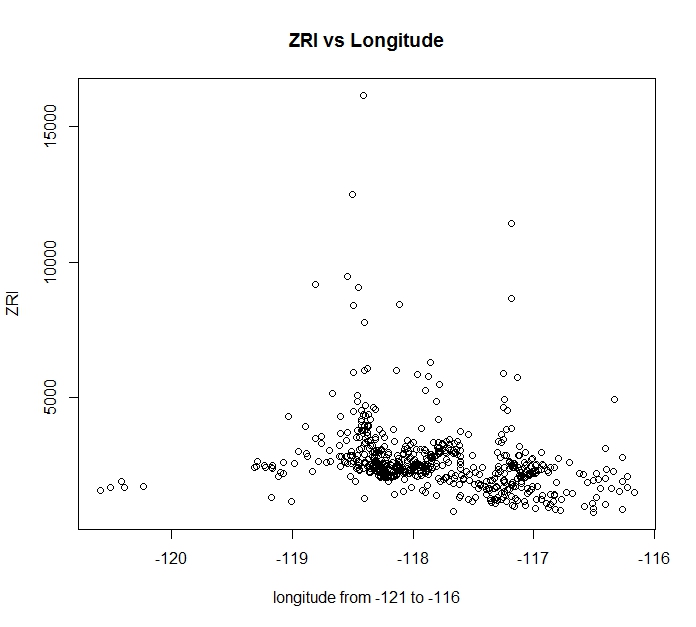 ZRI vs Longitude
15000
10000
5000
ZRI
-120 -119 -118 -117 -116
longitude from -121 to -116